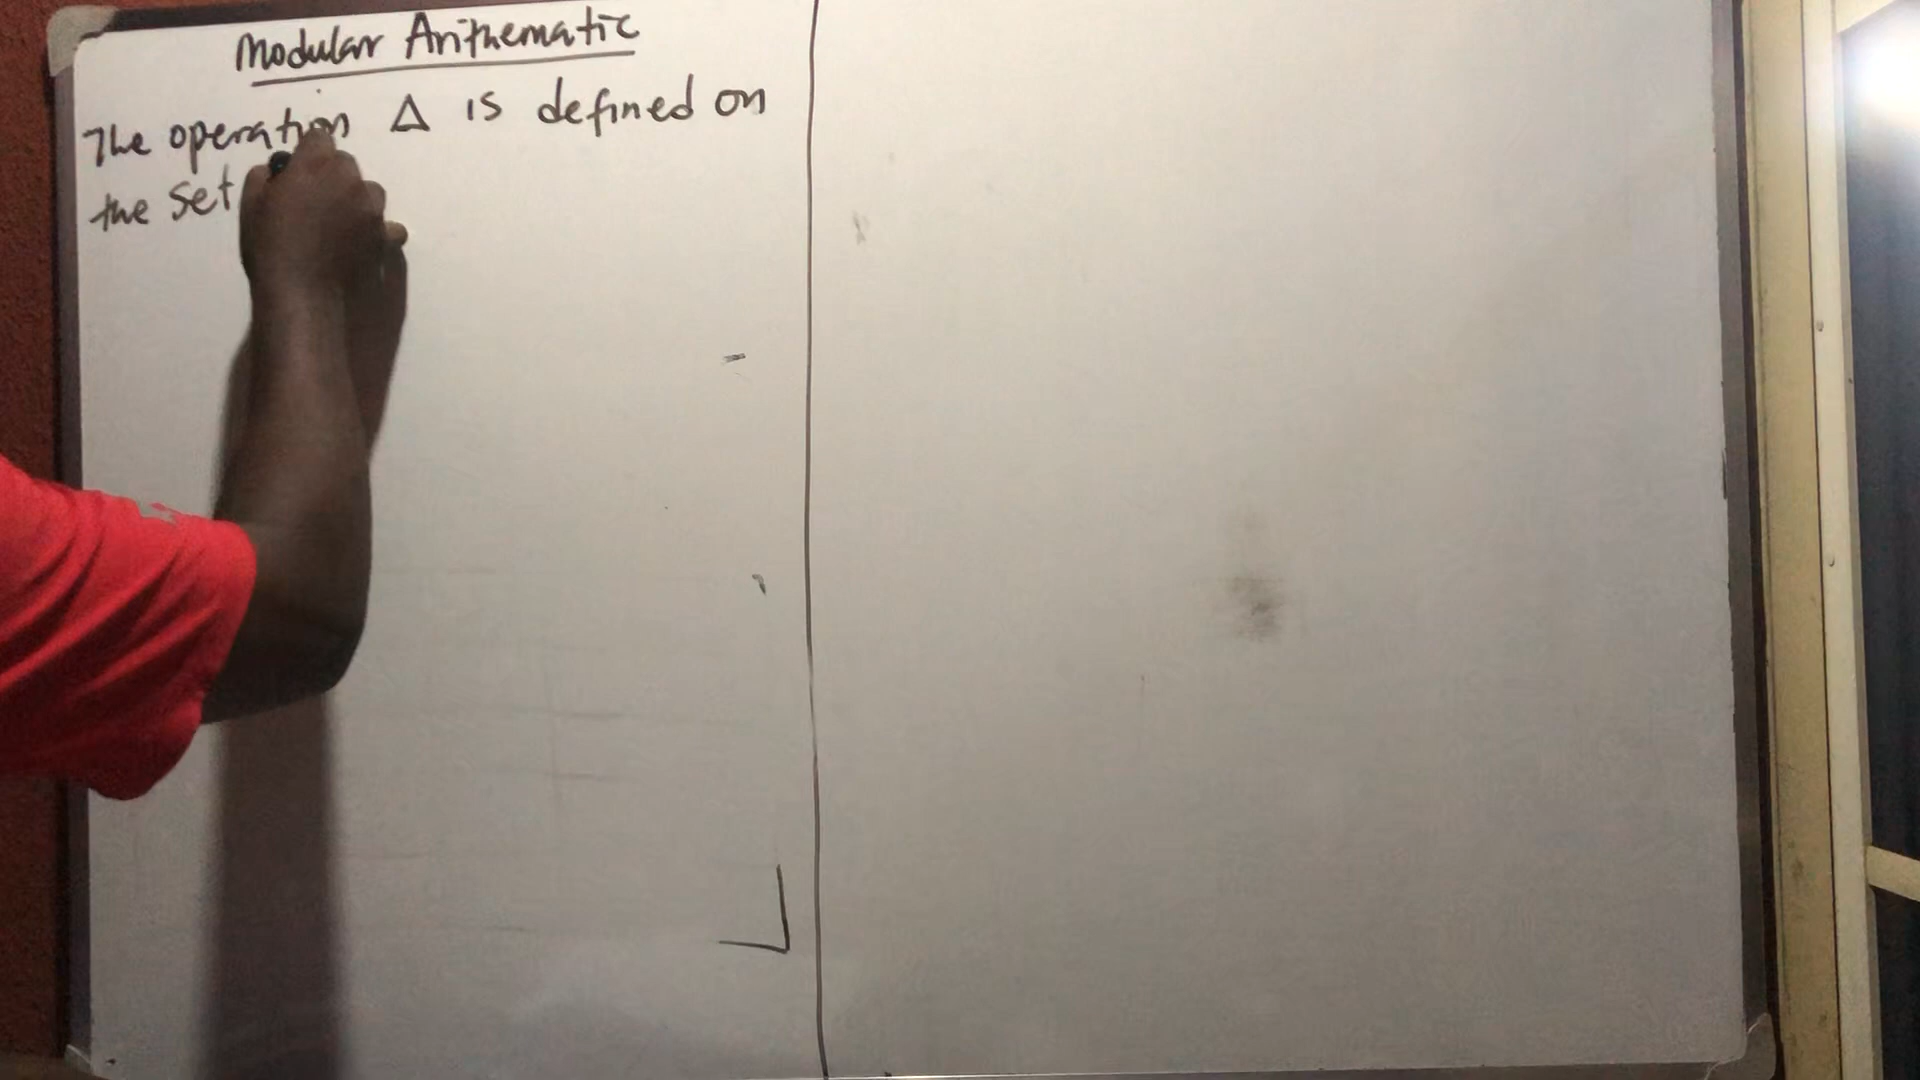 Modular Arithematic
The operation Δ is defined on
the set